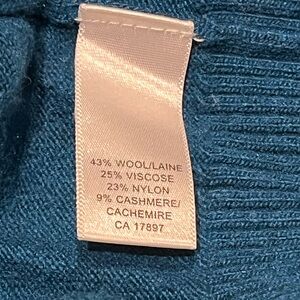 43% WOOL/LAINE
25% VISCOSE
23% NYLON
9% CASHMERE/
CACHEMIRE
CA 17897